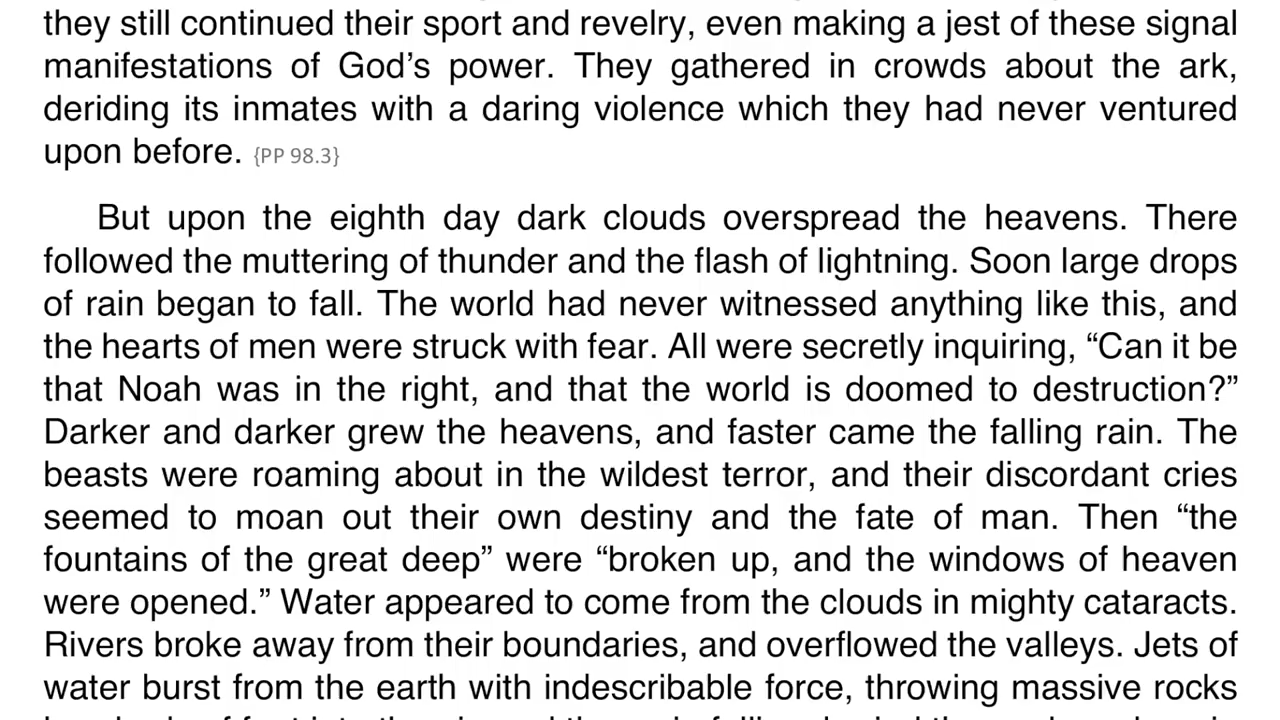 they still continued their sport and revelry, even making a jest of these signal
manifestations of God’s power. They gathered in crowds about the ark,
deriding its inmates with a daring violence which they had never ventured
upon before. {PP 98.3}
But upon the eighth day dark clouds overspread the heavens. There
followed the muttering of thunder and the flash of lightning. Soon large drops
of rain began to fall. The world had never witnessed anything like this, and
the hearts of men were struck with fear. All were secretly inquiring, “Can it be
that Noah was in the right, and that the world is doomed to destruction?”
Darker and darker grew the heavens, and faster came the falling rain. The
beasts were roaming about in the wildest terror, and their discordant cries
seemed to moan out their own destiny and the fate of man. Then “the
fountains of the great deep” were “broken up, and the windows of heaven
were opened.” Water appeared to come from the clouds in mighty cataracts.
Rivers broke away from their boundaries, and overflowed the valleys. Jets of
water burst from the earth with indescribable force, throwing massive rocks